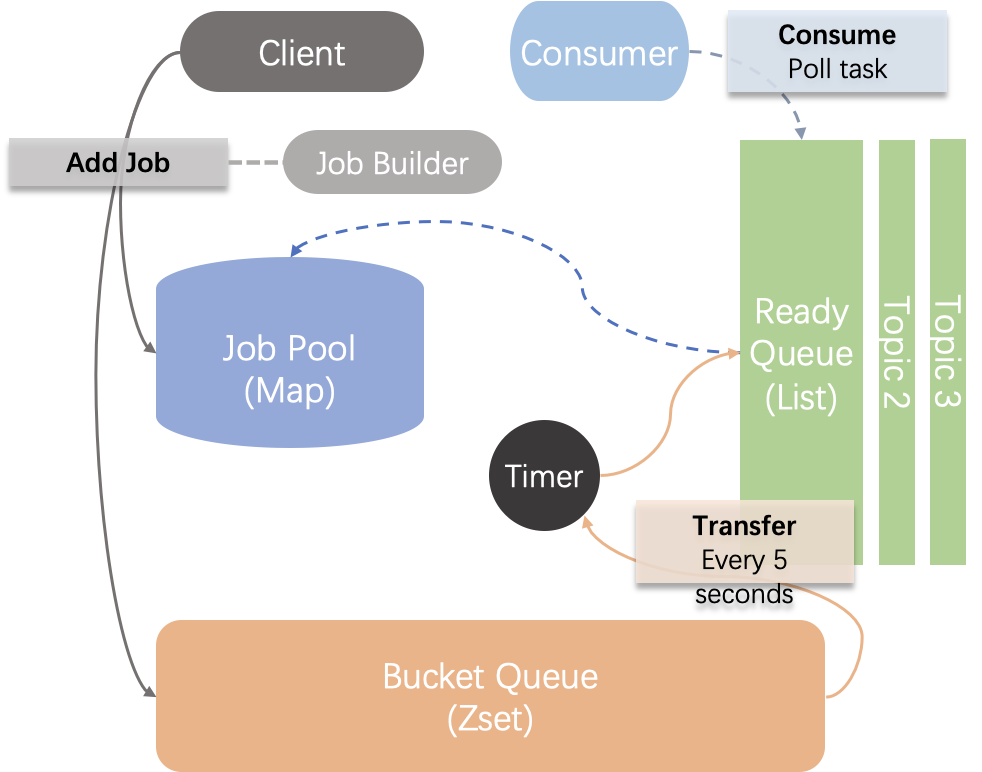 Client
Consumer
Consume
Poll task
Add Job
Job Builder
Job Pool
(Map)
Ready
Queue
(List)
Topic 2
Topic 3
Timer
Transfer
Every 5
seconds
Bucket Queue
(Zset)